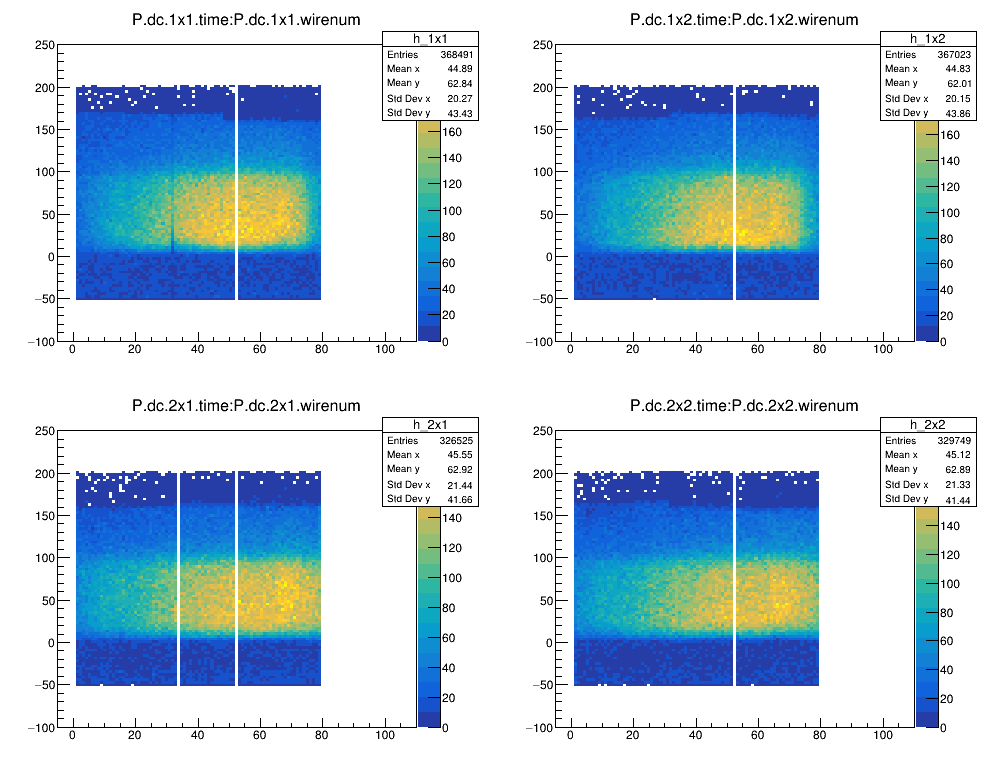 P.dc.1x1.time:P.dc.1x1.wirenum
h_1x1
Entries 368491
Mean x 44.89
Mean y 62.84
Std Dev x 20.27
Std Dev y 43.43
250
200
150
100
50
0
−50
−100
0 20 40 60 80 100
160
140
120
100
80
60
40
20
0
P.dc.1x2.time:P.dc.1x2.wirenum
h_1x2
Entries 367023
Mean x 44.83
Mean y 62.01
Std Dev x 20.15
Std Dev y 43.86
250
200
150
100
50
0
−50
−100
0 20 40 60 80 100
160
140
120
100
80
60
40
20
0
P.dc.2x1.time:P.dc.2x1.wirenum
h_2x1
Entries 326525
Mean x 45.55
Mean y 62.92
Std Dev x 21.44
Std Dev y 41.66
250
200
150
100
50
0
−50
−100
0 20 40 60 80 100
140
120
100
80
60
40
20
0
P.dc.2x2.time:P.dc.2x2.wirenum
h_2x2
Entries 329749
Mean x 45.12
Mean y 62.89
Std Dev x 21.33
Std Dev y 41.44
250
200
150
100
50
0
−50
−100
0 20 40 60 80 100
140
120
100
80
60
40
20
0